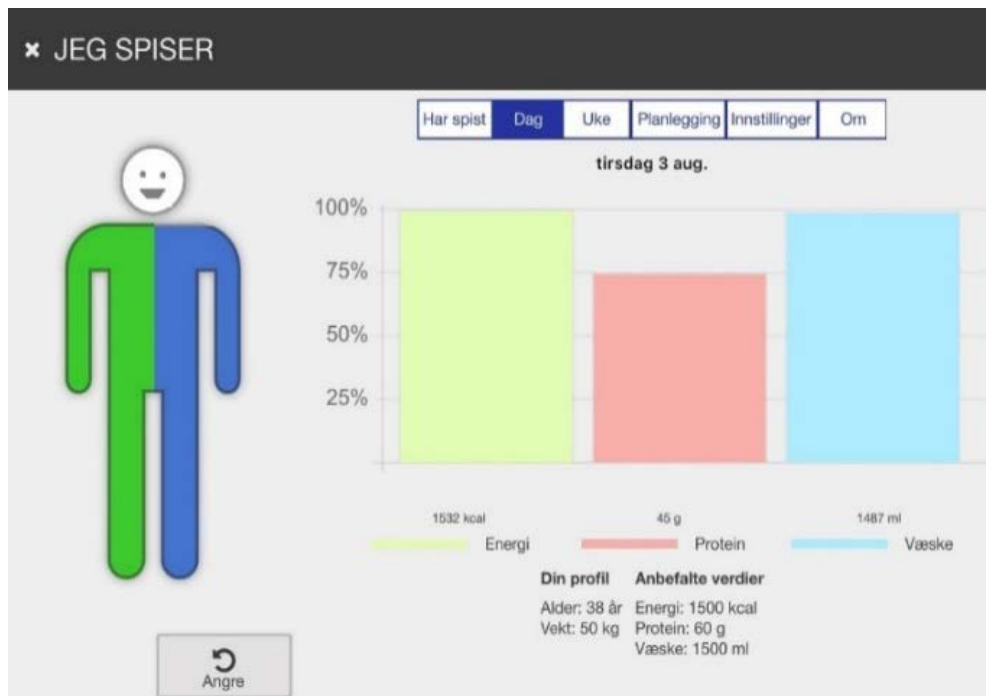 × JEG SPISER
Har spist Dag Uke Planlegging Innstillinger Om
tirsdag 3 aug.
100%
75%
50%
25%
1532 kcal 45 g 1487 ml
Energi Protein Væske
Din profil Anbefalte verdier
Alder: 38 år Energi: 1500 kcal
Vekt: 50 kg Protein: 60 g
Væske: 1500 ml
Angre